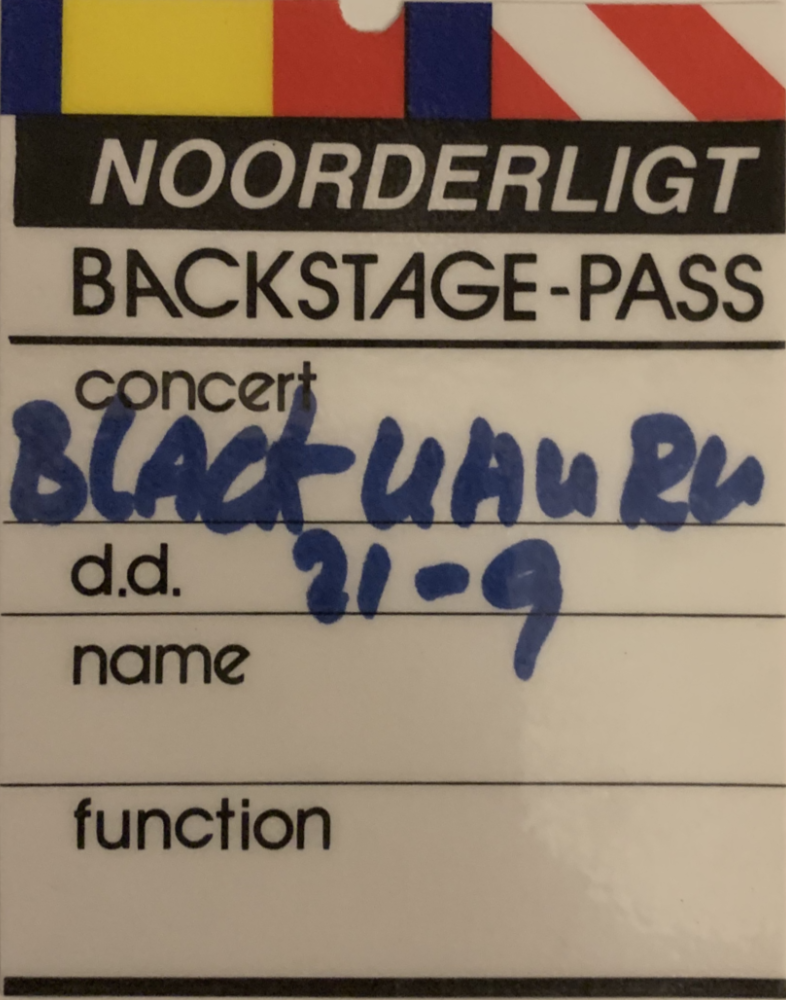 NOORDERLIGT
BACKSTAGE-PASS
concert
BLACK UHURU
d.d. 21-9
name
function